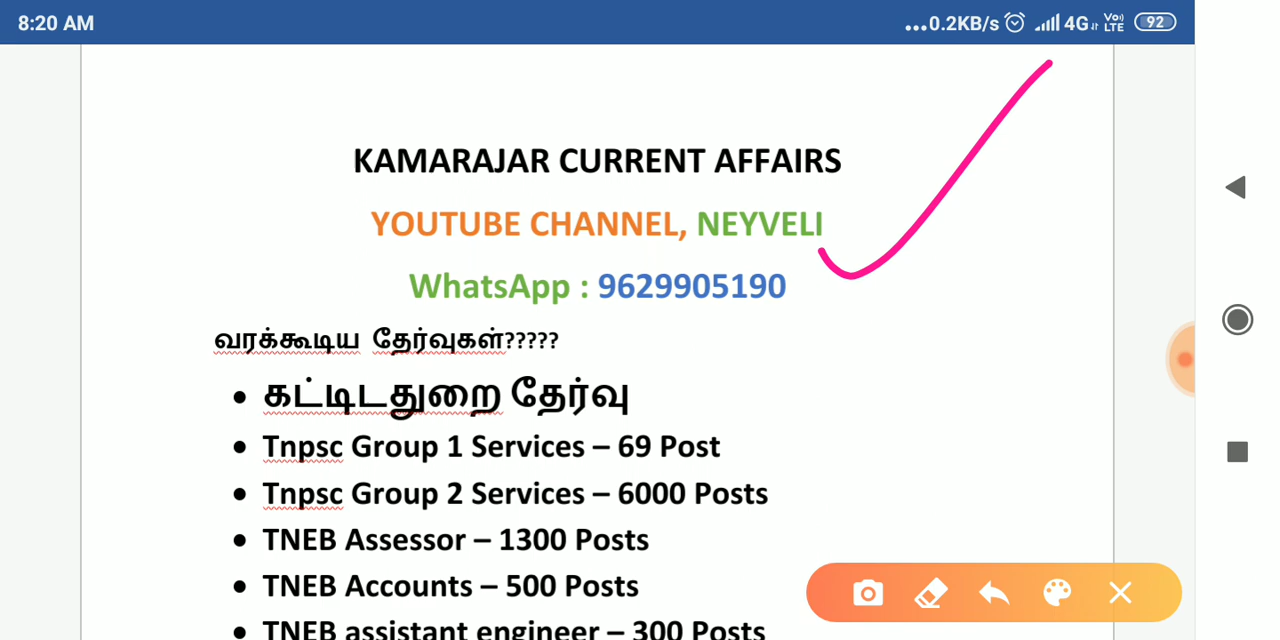 8:20 AM
...0.2KB/s 4G Vo) LTE 92
KAMARAJAR CURRENT AFFAIRS
YOUTUBE CHANNEL, NEYVELI
WhatsApp : 9629905190
வரக்கூடிய தேர்வுகள்?????
• கட்டிடதுறை தேர்வு
• Tnpsc Group 1 Services – 69 Post
• Tnpsc Group 2 Services – 6000 Posts
• TNEB Assessor – 1300 Posts
• TNEB Accounts – 500 Posts
• TNEB assistant engineer – 300 Posts